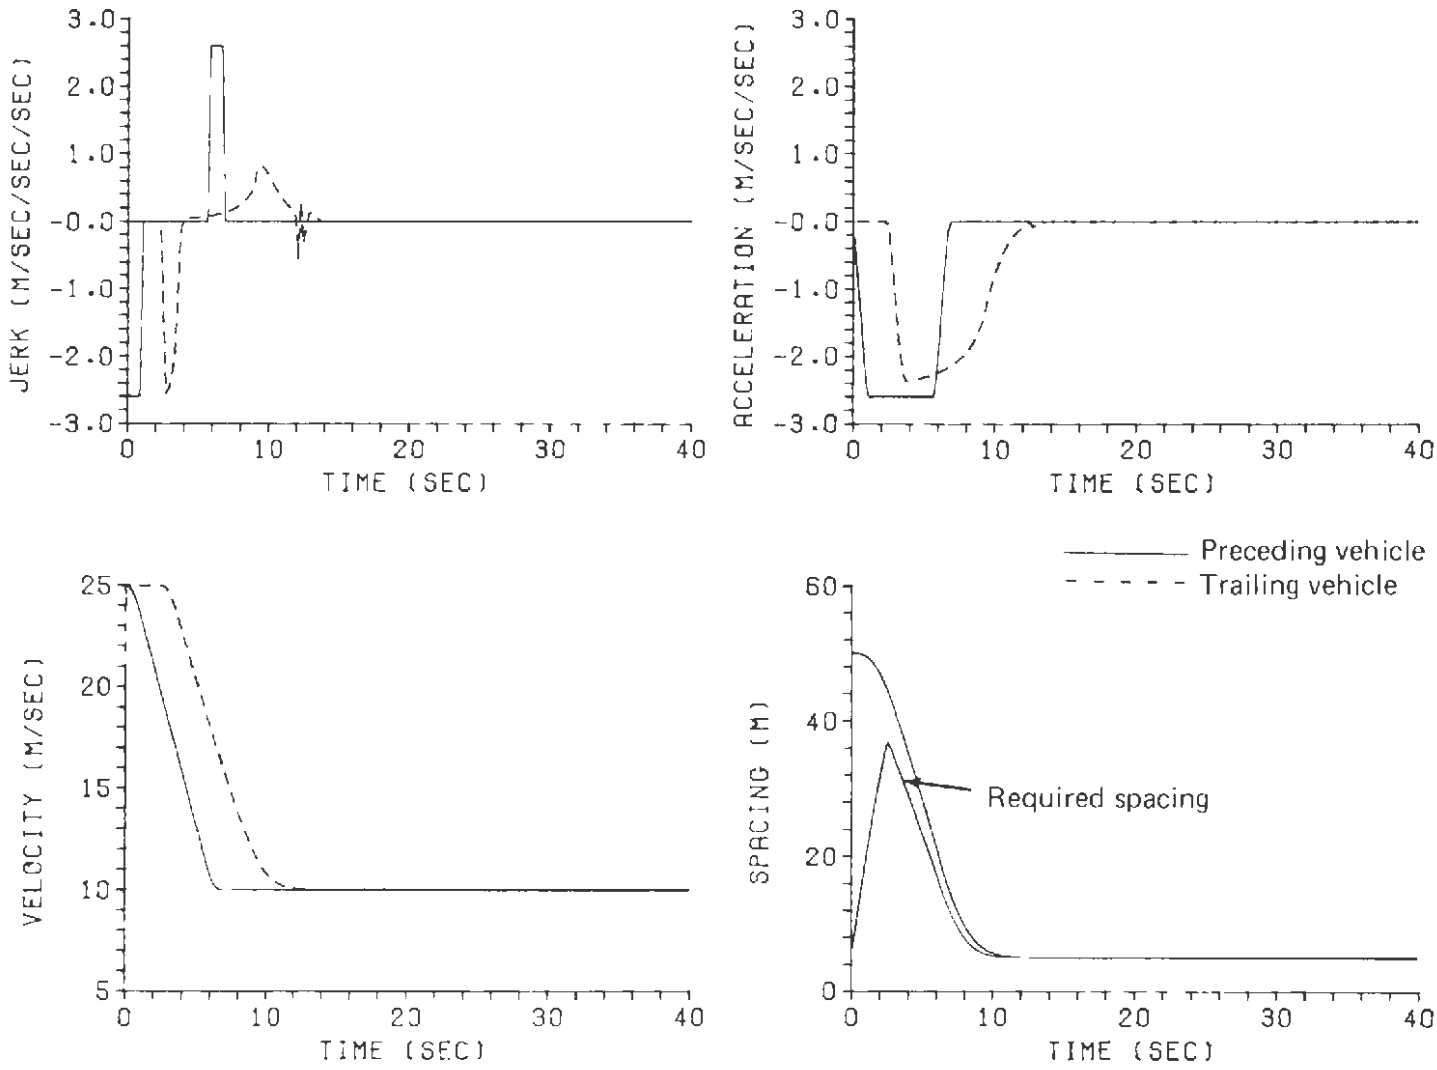 3.0
2.0
1.0
-0.0
-1.0
-2.0
-3.0
JERK (M/SEC/SEC/SEC)
0 10 20 30 40
TIME (SEC)
3.0
2.0
1.0
-0.0
-1.0
-2.0
-3.0
ACCELERATION (M/SEC/SEC)
0 10 20 30 40
TIME (SEC)
Preceding vehicle
Trailing vehicle
25
20
15
10
5
VELOCITY (M/SEC)
0 10 20 30 40
TIME (SEC)
60
40
20
0
SPACING (M)
Required spacing
0 10 20 30 40
TIME (SEC)